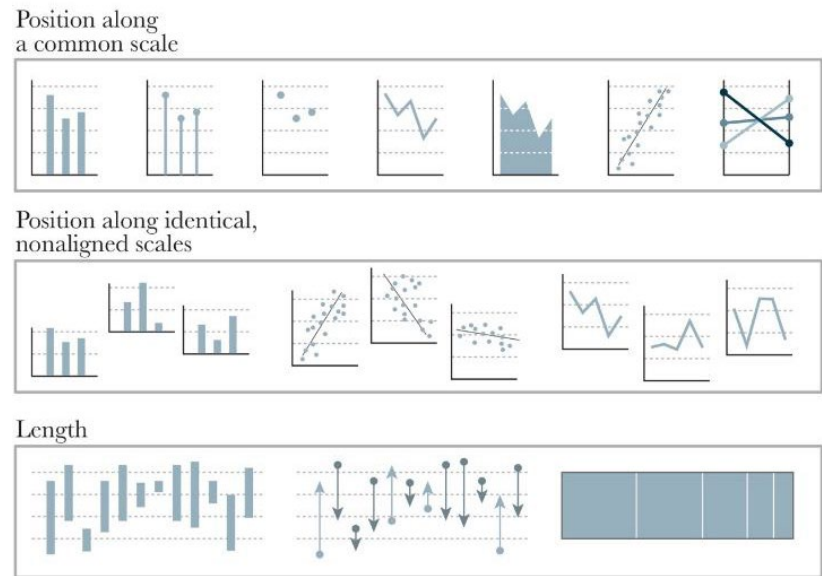 Position along
a common scale
Position along identical,
nonaligned scales
Length